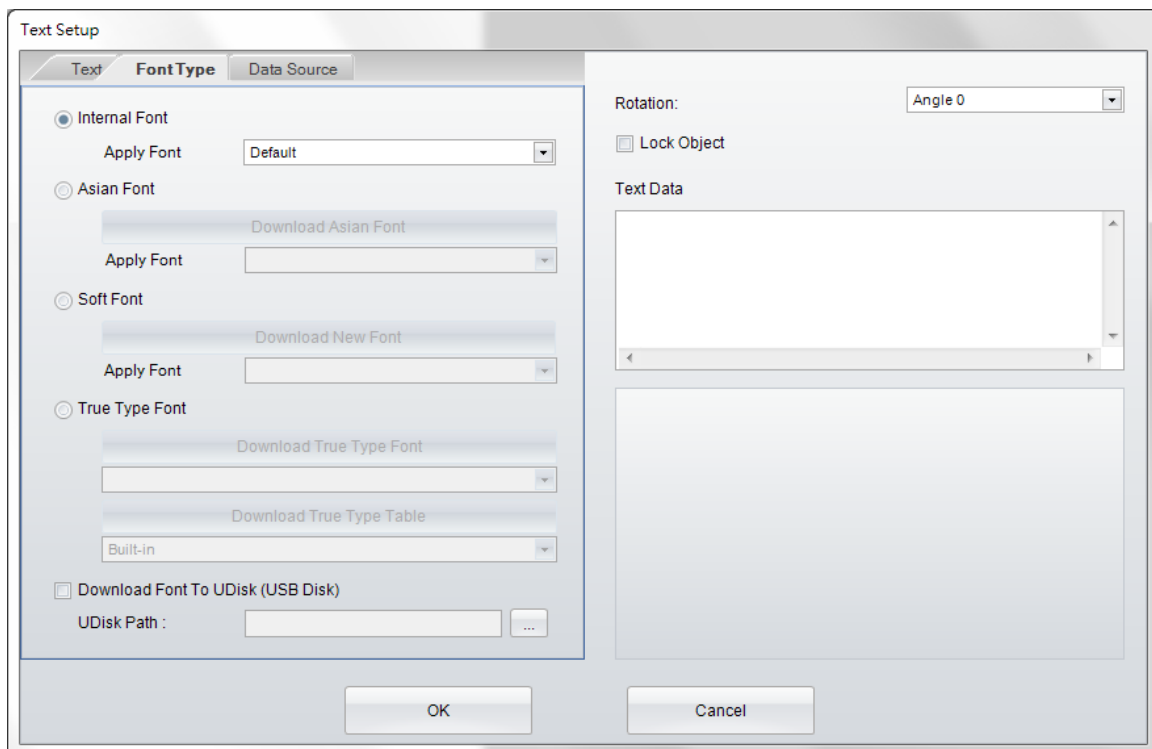 Text Setup
Text
Font Type
Data Source
Internal Font
Apply Font
Default
Asian Font
Download Asian Font
Apply Font
Soft Font
Download New Font
Apply Font
True Type Font
Download True Type Font
Download True Type Table
Built-in
Download Font To UDisk (USB Disk)
UDisk Path :
...
Rotation:
Angle 0
Lock Object
Text Data
OK
Cancel